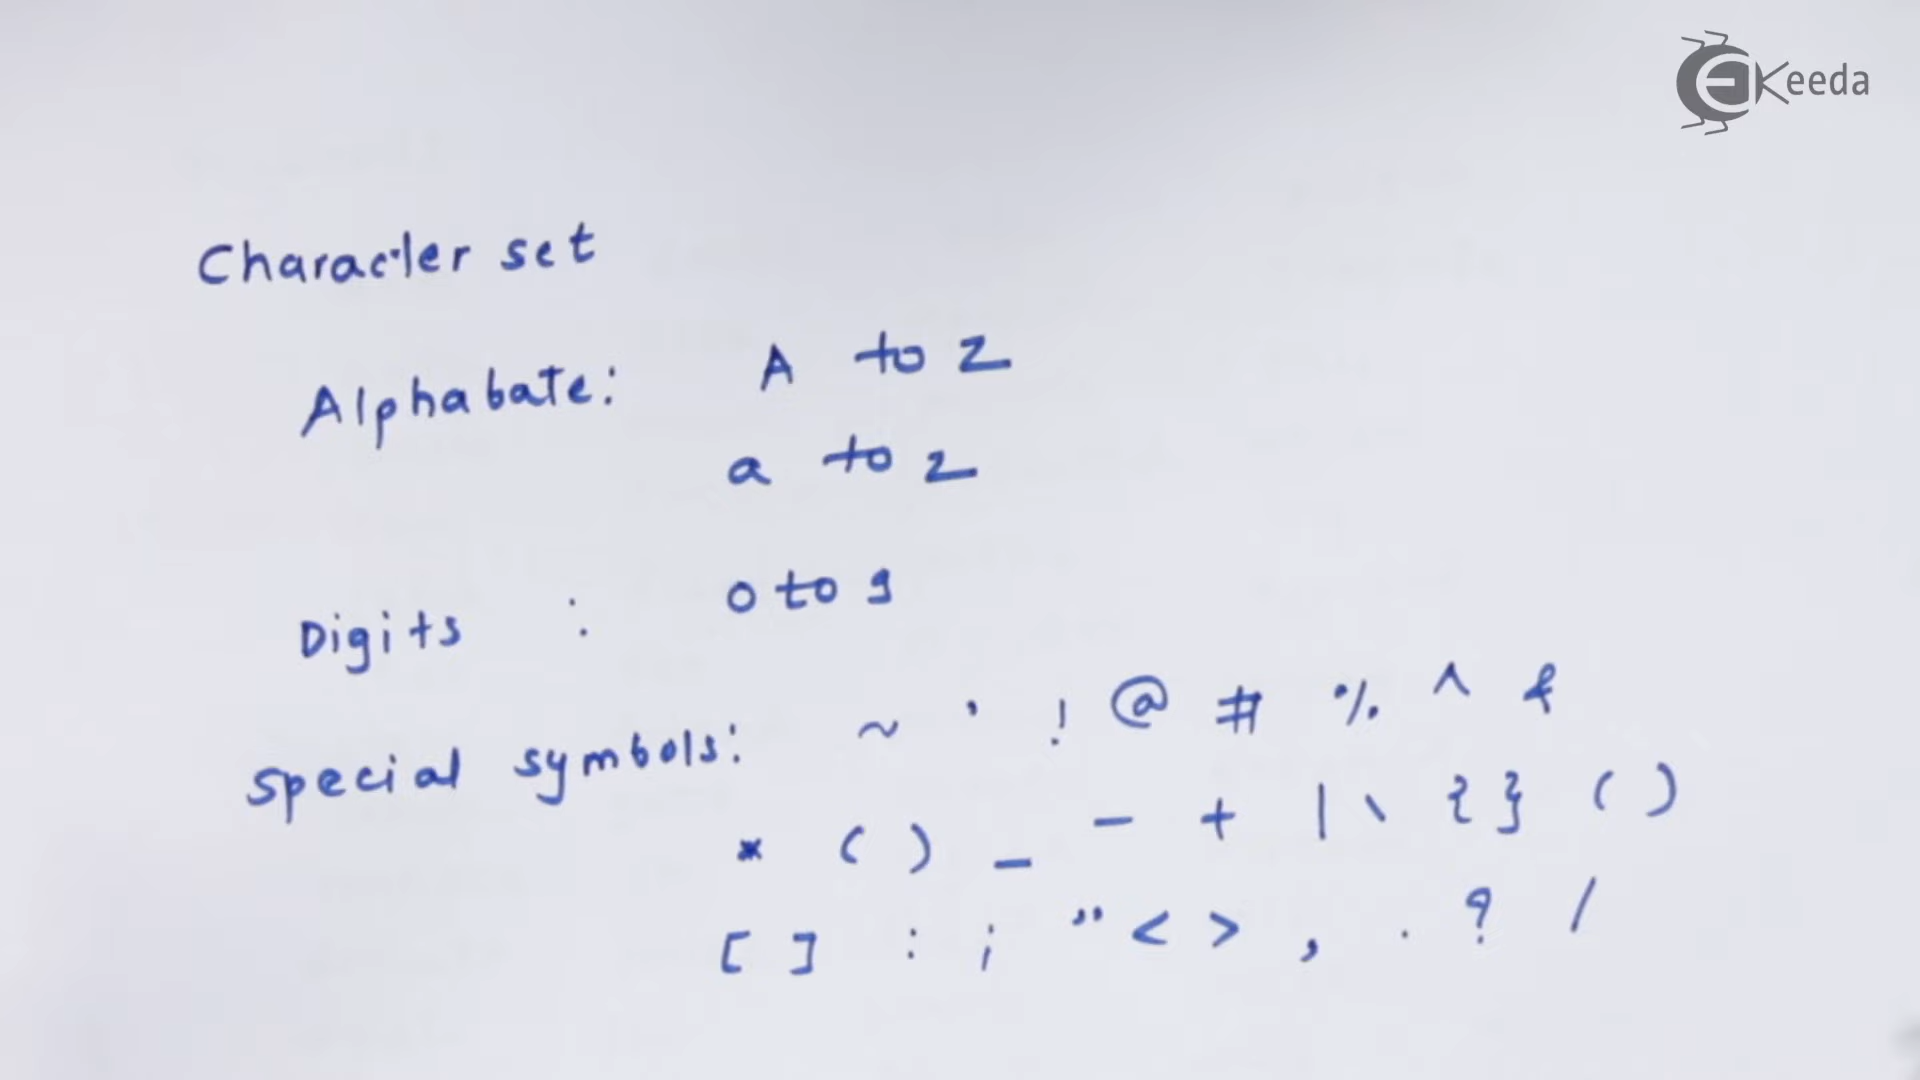 EKeeda
Character set
Alphabate: A to Z
a to z
Digits : 0 to 9
Special symbols: ~ ' ! @ # % ^ &
* ( ) _ - + | \ { } ( )
[ ] : ; " < > , . ? /